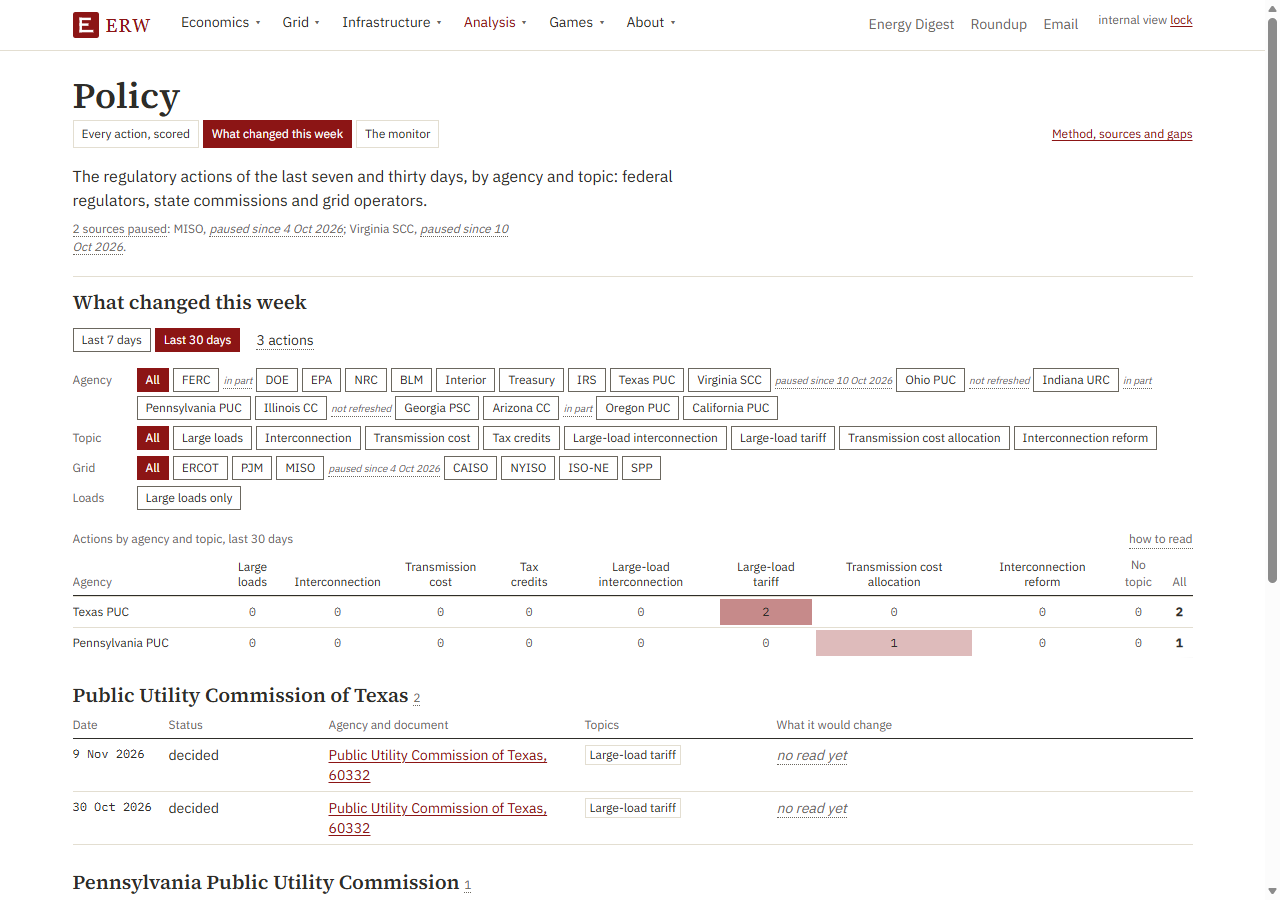 E ERW Economics Grid Infrastructure Analysis Games About Energy Digest Roundup Email internal view lock
Policy
Every action, scored What changed this week The monitor Method, sources and gaps
The regulatory actions of the last seven and thirty days, by agency and topic: federal
regulators, state commissions and grid operators.
2 sources paused: MISO, paused since 4 Oct 2026; Virginia SCC, paused since 10
Oct 2026.
What changed this week
Last 7 days Last 30 days 3 actions
Agency All FERC in part DOE EPA NRC BLM Interior Treasury IRS Texas PUC Virginia SCC paused since 10 Oct 2026 Ohio PUC not refreshed Indiana URC in part
Pennsylvania PUC Illinois CC not refreshed Georgia PSC Arizona CC in part Oregon PUC California PUC
Topic All Large loads Interconnection Transmission cost Tax credits Large-load interconnection Large-load tariff Transmission cost allocation Interconnection reform
Grid All ERCOT PJM MISO paused since 4 Oct 2026 CAISO NYISO ISO-NE SPP
Loads Large loads only
Actions by agency and topic, last 30 days how to read
Agency Large loads Interconnection Transmission cost Tax credits Large-load interconnection Large-load tariff Transmission cost allocation Interconnection reform No topic All
Texas PUC 0 0 0 0 0 2 0 0 0 2
Pennsylvania PUC 0 0 0 0 0 0 1 0 0 1
Public Utility Commission of Texas 2
Date Status Agency and document Topics What it would change
9 Nov 2026 decided Public Utility Commission of Texas, Large-load tariff no read yet
60332
30 Oct 2026 decided Public Utility Commission of Texas, Large-load tariff no read yet
60332
Pennsylvania Public Utility Commission 1